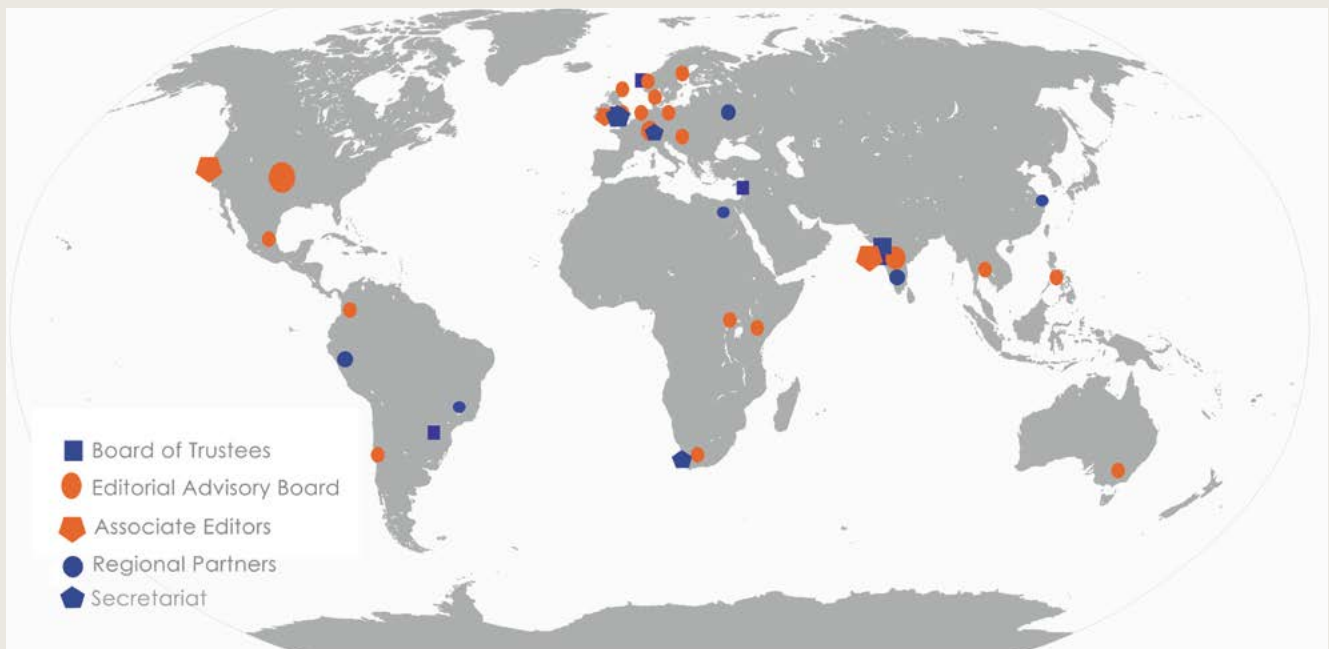 Board of Trustees
Editorial Advisory Board
Associate Editors
Regional Partners
Secretariat